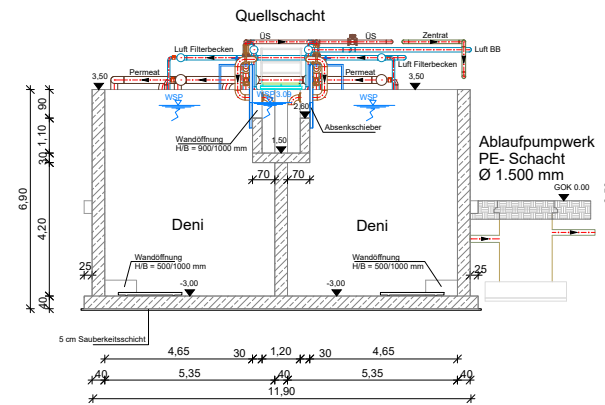 Quellschacht
ÜS
ÜS
Zentrat
Luft Filterbecken
Luft BB
Luft Filterbecken
Permeat
Permeat
3,50
3,50
WSP
WSP 3.09
WSP
2,60
Absenkschieber
Wandöffnung
H/B = 900/1000 mm
1,50
Ablaufpumpwerk
PE- Schacht
Ø 1.500 mm
GOK 0.00
90
1,10
30
6,90
4,20
40
70
70
Deni
Deni
Wandöffnung
H/B = 500/1000 mm
Wandöffnung
H/B = 500/1000 mm
25
25
-3,00
-3,00
5 cm Sauberkeitsschicht
4,65
30
1,20
30
4,65
40
5,35
40
5,35
40
11,90